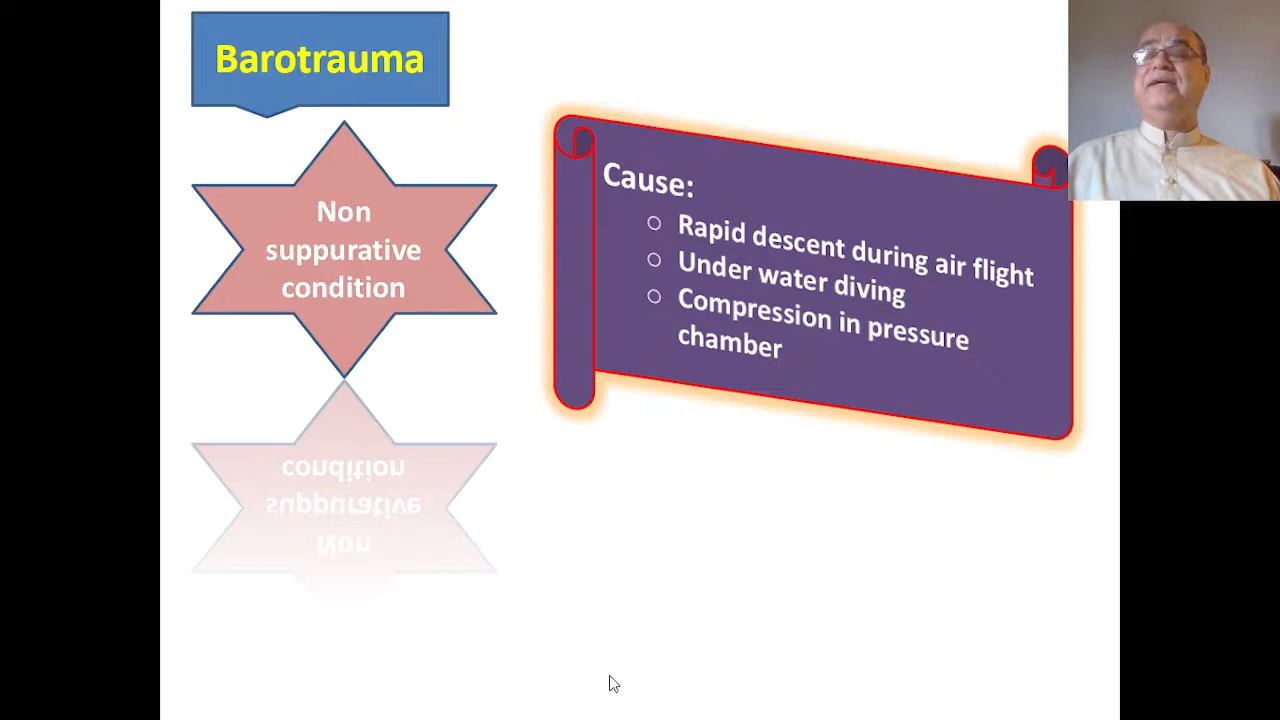 Barotrauma
Non
suppurative
condition
Cause:
○ Rapid descent during air flight
○ Under water diving
○ Compression in pressure
chamber